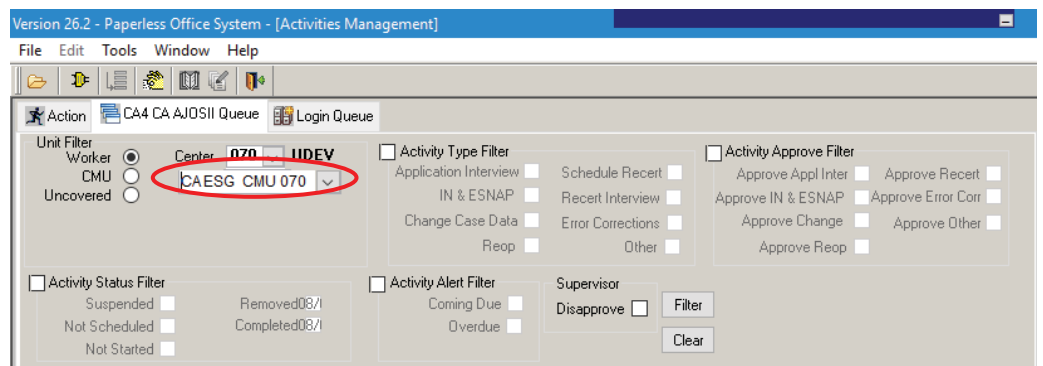 Version 26.2 - Paperless Office System - [Activities Management]
File Edit Tools Window Help
Action CA4 CA AJOSII Queue Login Queue
Unit Filter
Worker Center 070 UDEV
CMU CAESG CMU 070
Uncovered
Activity Type Filter
Application Interview Schedule Recert
IN & ESNAP Recert Interview
Change Case Data Error Corrections
Reop Other
Activity Approve Filter
Approve Appl Inter Approve Recert
Approve IN & ESNAP Approve Error Corr
Approve Change Approve Other
Approve Reop
Activity Status Filter
Suspended Removed 08/
Not Scheduled Completed 08/
Not Started
Activity Alert Filter
Coming Due
Overdue
Supervisor
Disapprove
Filter
Clear